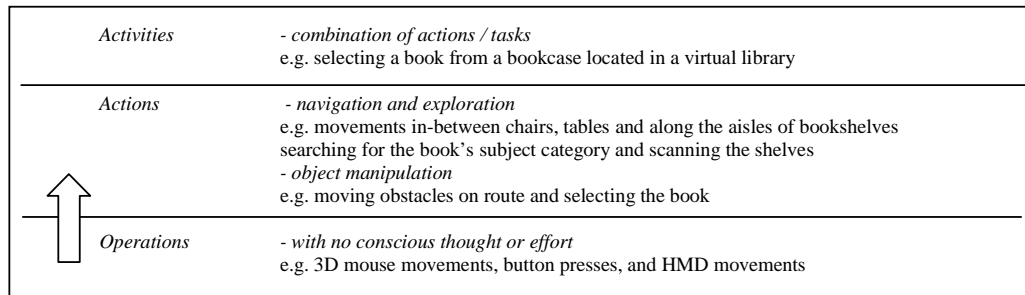 Activities - combination of actions / tasks
e.g. selecting a book from a bookcase located in a virtual library
Actions - navigation and exploration
e.g. movements in-between chairs, tables and along the aisles of bookshelves
searching for the book's subject category and scanning the shelves
- object manipulation
e.g. moving obstacles on route and selecting the book
Operations - with no conscious thought or effort
e.g. 3D mouse movements, button presses, and HMD movements